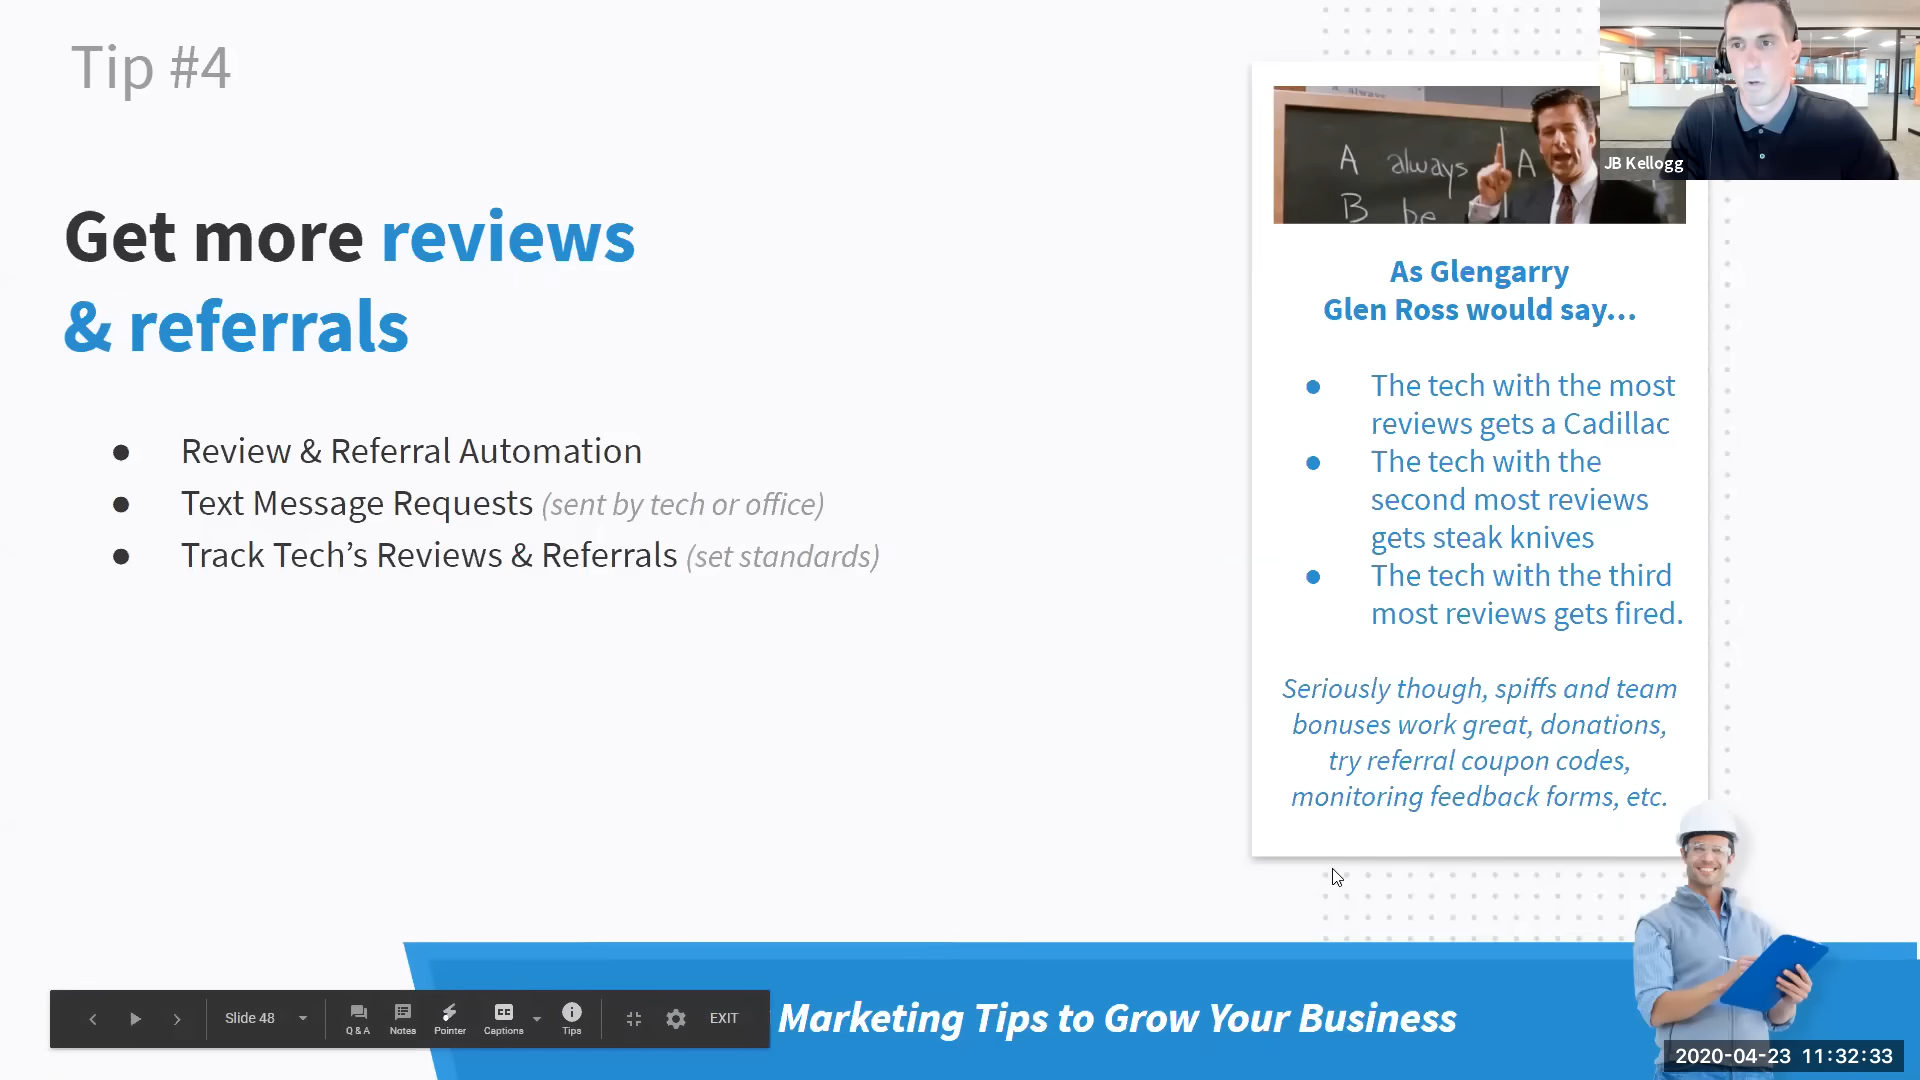 Tip #4
Get more reviews
& referrals
● Review & Referral Automation
● Text Message Requests (sent by tech or office)
● Track Tech’s Reviews & Referrals (set standards)
A always A
B be
JB Kellogg
As Glengarry
Glen Ross would say...
● The tech with the most
reviews gets a Cadillac
● The tech with the
second most reviews
gets steak knives
● The tech with the third
most reviews gets fired.
Seriously though, spiffs and team
bonuses work great, donations,
try referral coupon codes,
monitoring feedback forms, etc.
Marketing Tips to Grow Your Business
Slide 48
Q & A
Notes
Pointer
CC
Captions
Tips
EXIT
2020-04-23 11:32:33